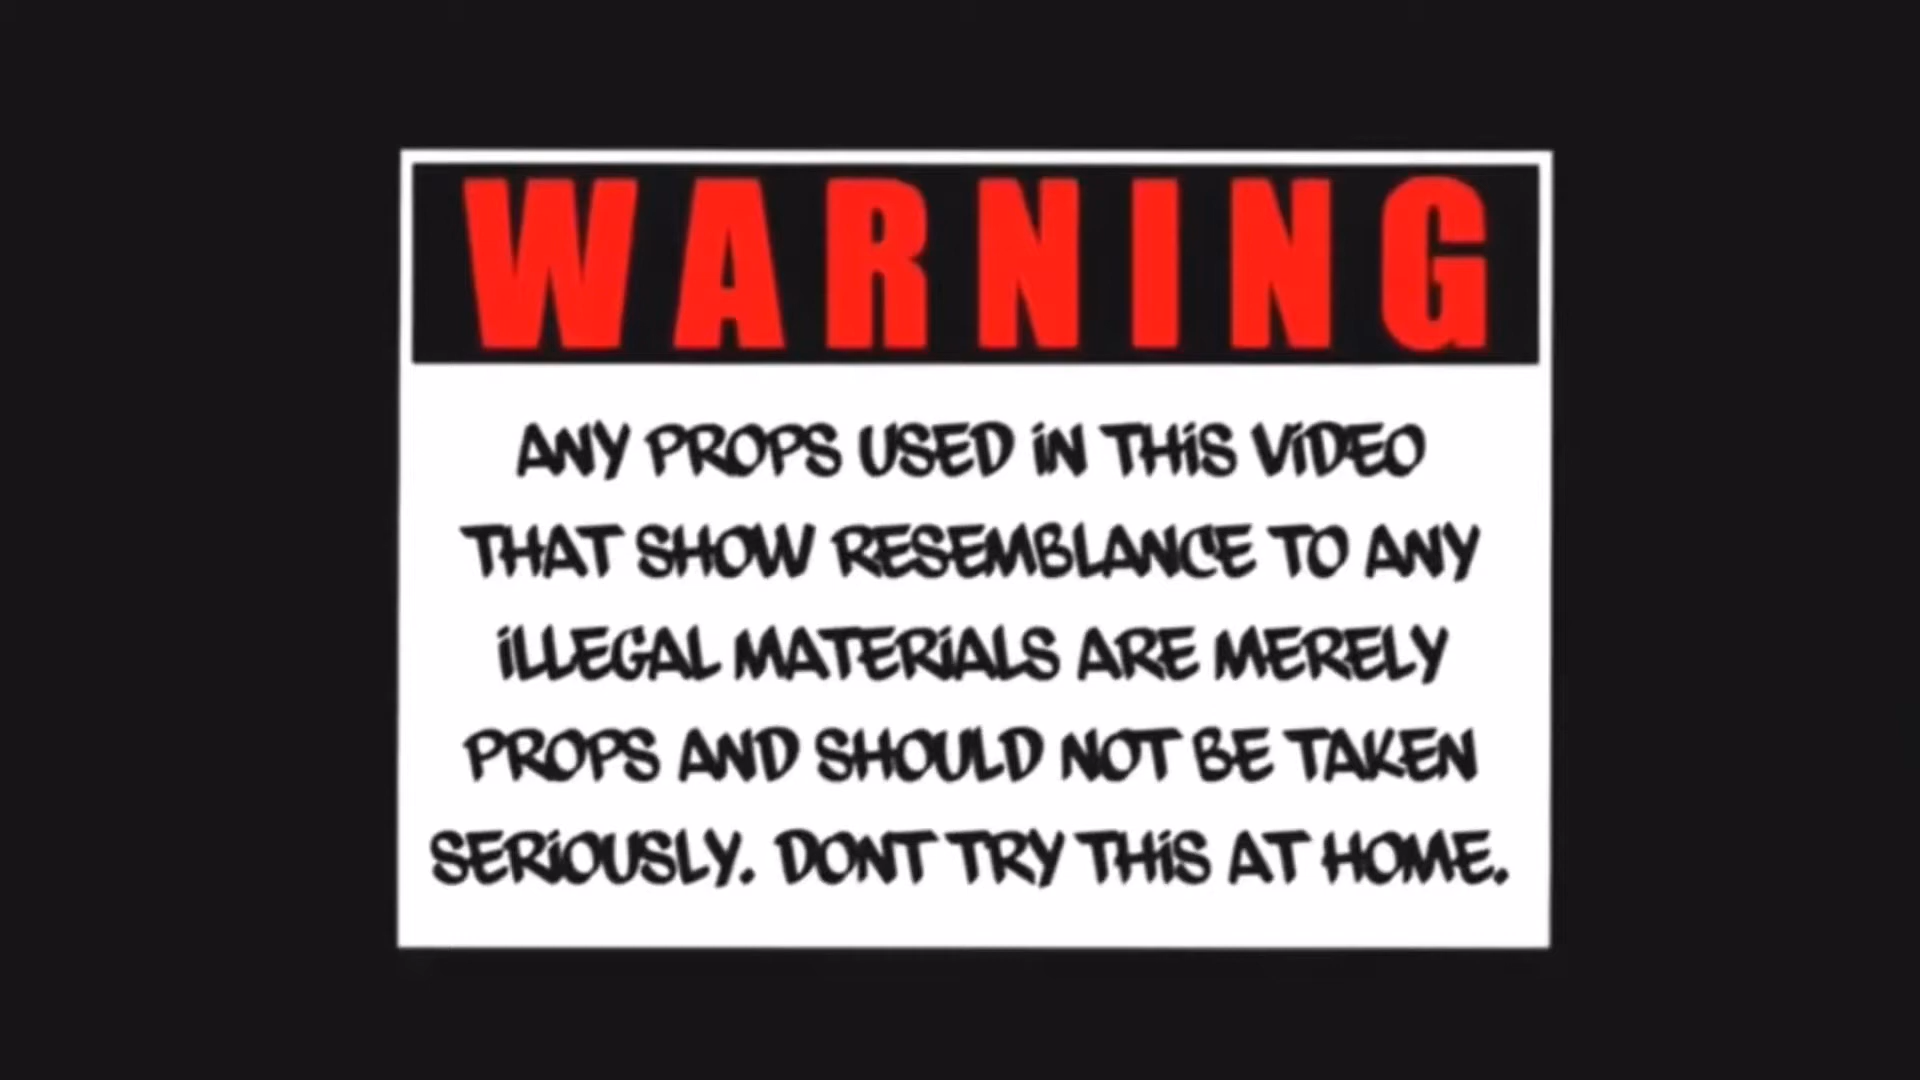 WARNING
ANY PROPS USED iN THiS ViDEO
THAT SHOW RESEMBLANCE TO ANY
iLLEGAL MATERiALS ARE MERELY
PROPS AND SHOULD NOT BE TAKEN
SERiOUSLY. DONT TRY THiS AT HOME.